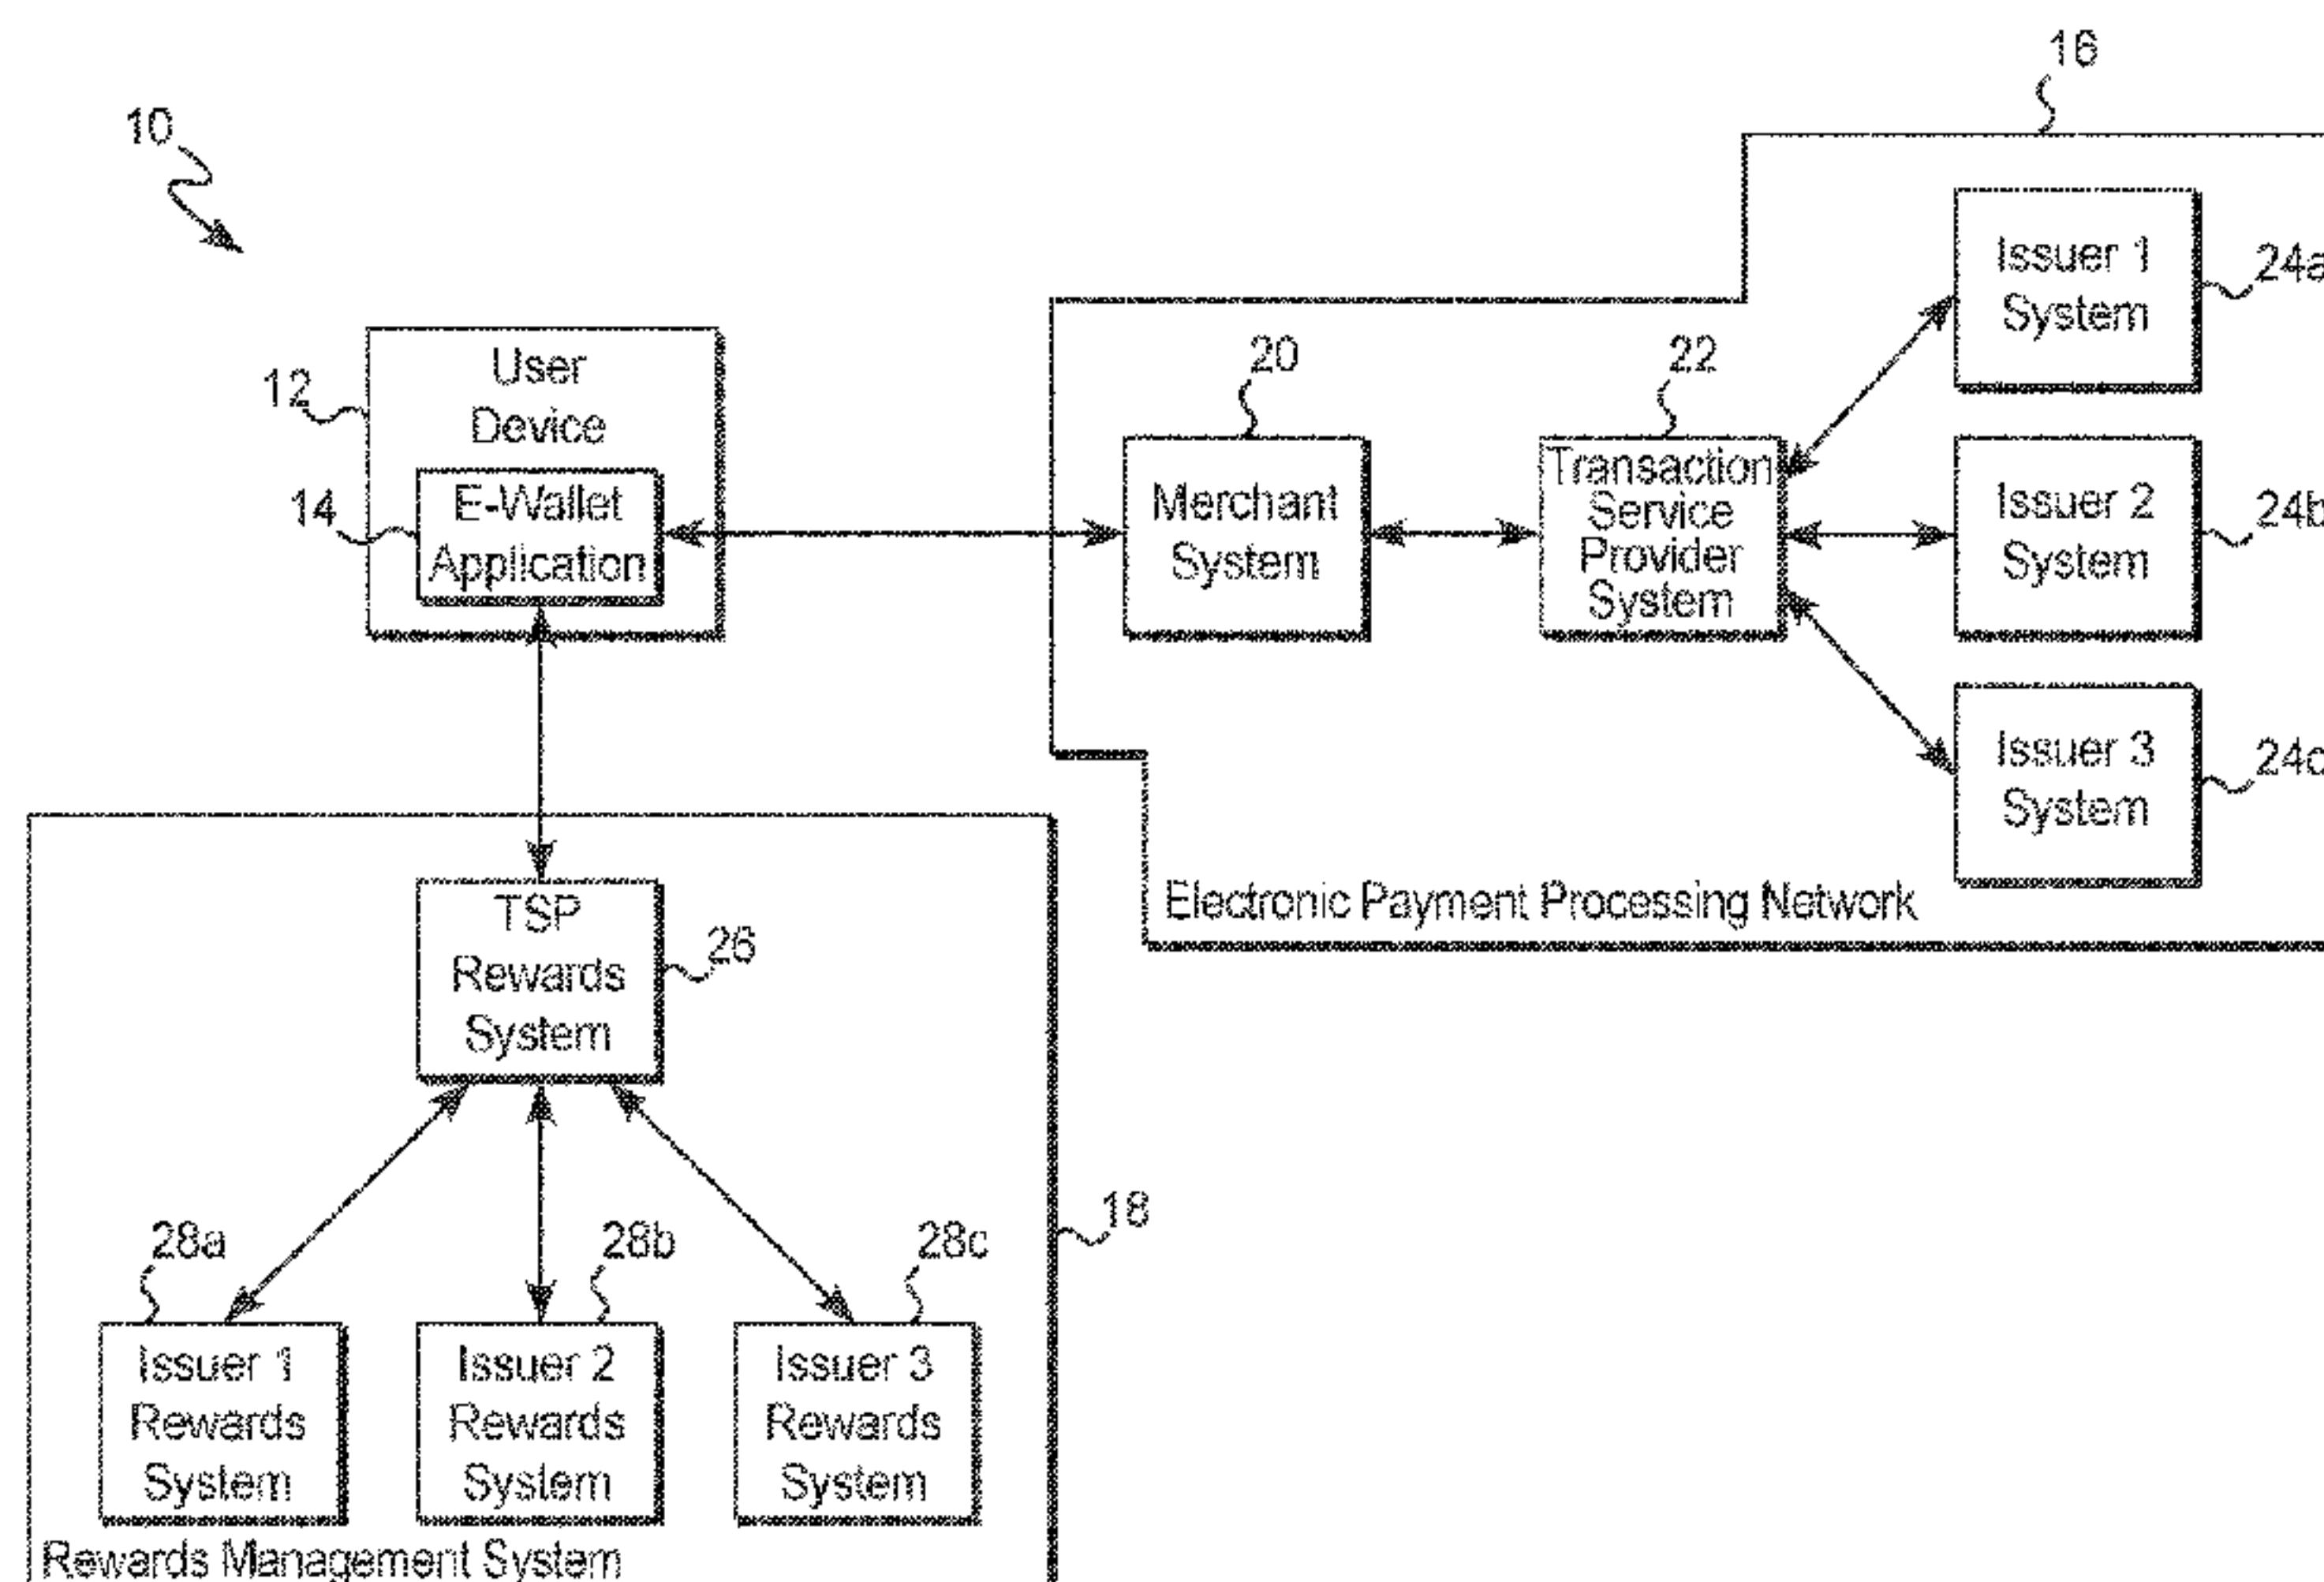 16
10
Issuer 1
System
24a
User
Device
12
20
22
E-Wallet
Application
14
Merchant
System
Transaction
Service
Provider
System
Issuer 2
System
24b
Issuer 3
System
24c
Electronic Payment Processing Network
TSP
Rewards
System
26
18
28a
28b
28c
Issuer 1
Rewards
System
Issuer 2
Rewards
System
Issuer 3
Rewards
System
Rewards Management System